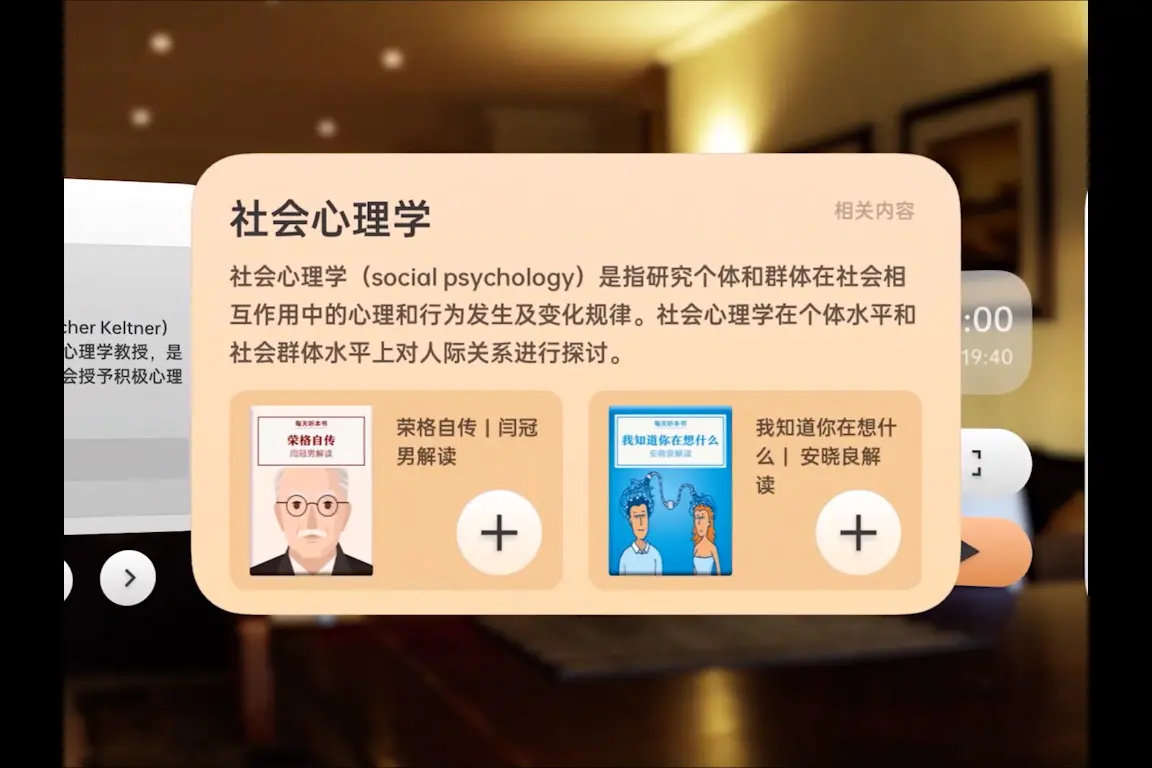 社会心理学
相关内容
社会心理学（social psychology）是指研究个体和群体在社会相
互作用中的心理和行为发生及变化规律。社会心理学在个体水平和
社会群体水平上对人际关系进行探讨。
cher Keltner)
心理学教授，是
会授予积极心理
:00
19:40
每天听本书
荣格自传
闫冠男解读
荣格自传 | 闫冠
男解读
每天听本书
我知道你在想什么
安晓良解读
我知道你在想什
么 | 安晓良解
读